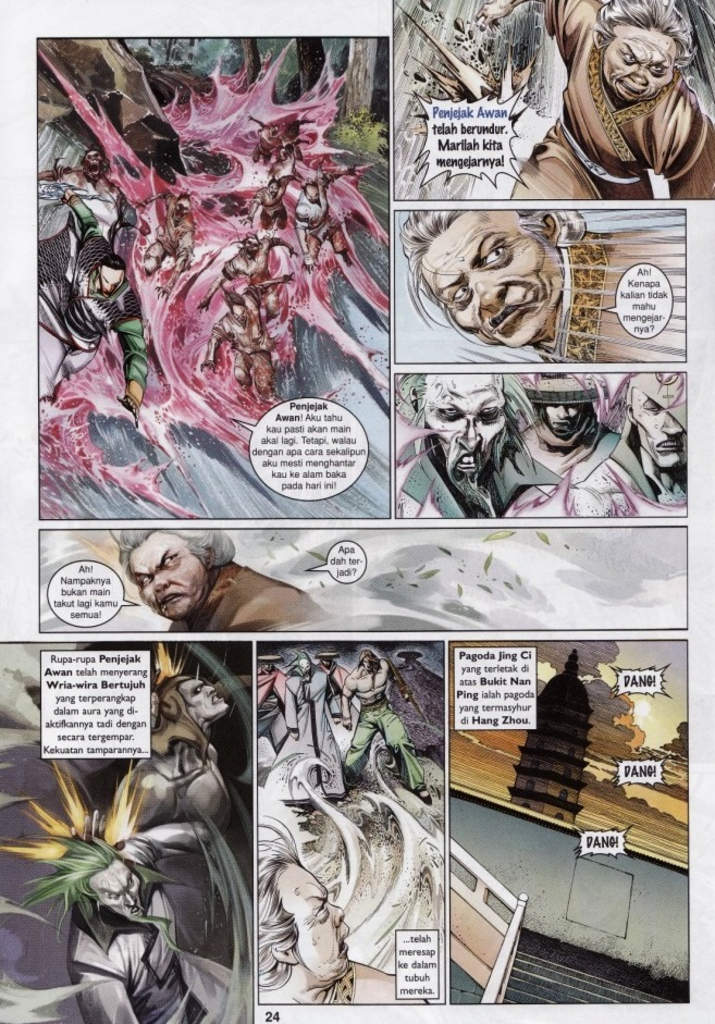 Penjejak
Awan! Aku tahu
kau pasti akan main
akal lagi. Tetapi, walau
dengan apa cara sekalipun
aku mesti menghantar
kau ke alam baka
pada hari ini!
Penjejak Awan
telah berundur.
Marilah kita
mengejarnya!
Ah!
Kenapa
kalian tidak
mahu
mengejar-
nya?
Ah!
Nampaknya
bukan main
takut lagi kamu
semua!
Apa
dah ter-
jadi?
Rupa-rupa Penjejak
Awan telah menyerang
Wria-wira Bertujuh
yang terperangkap
dalam aura yang di-
aktifkannya tadi dengan
secara tergempar.
Kekuatan tamparannya...
...telah
meresap
ke dalam
tubuh
mereka.
Pagoda Jing Ci
yang terletak di
atas Bukit Nan
Ping ialah pagoda
yang termasyhur
di Hang Zhou.
DANG!
DANG!
DANG!
24